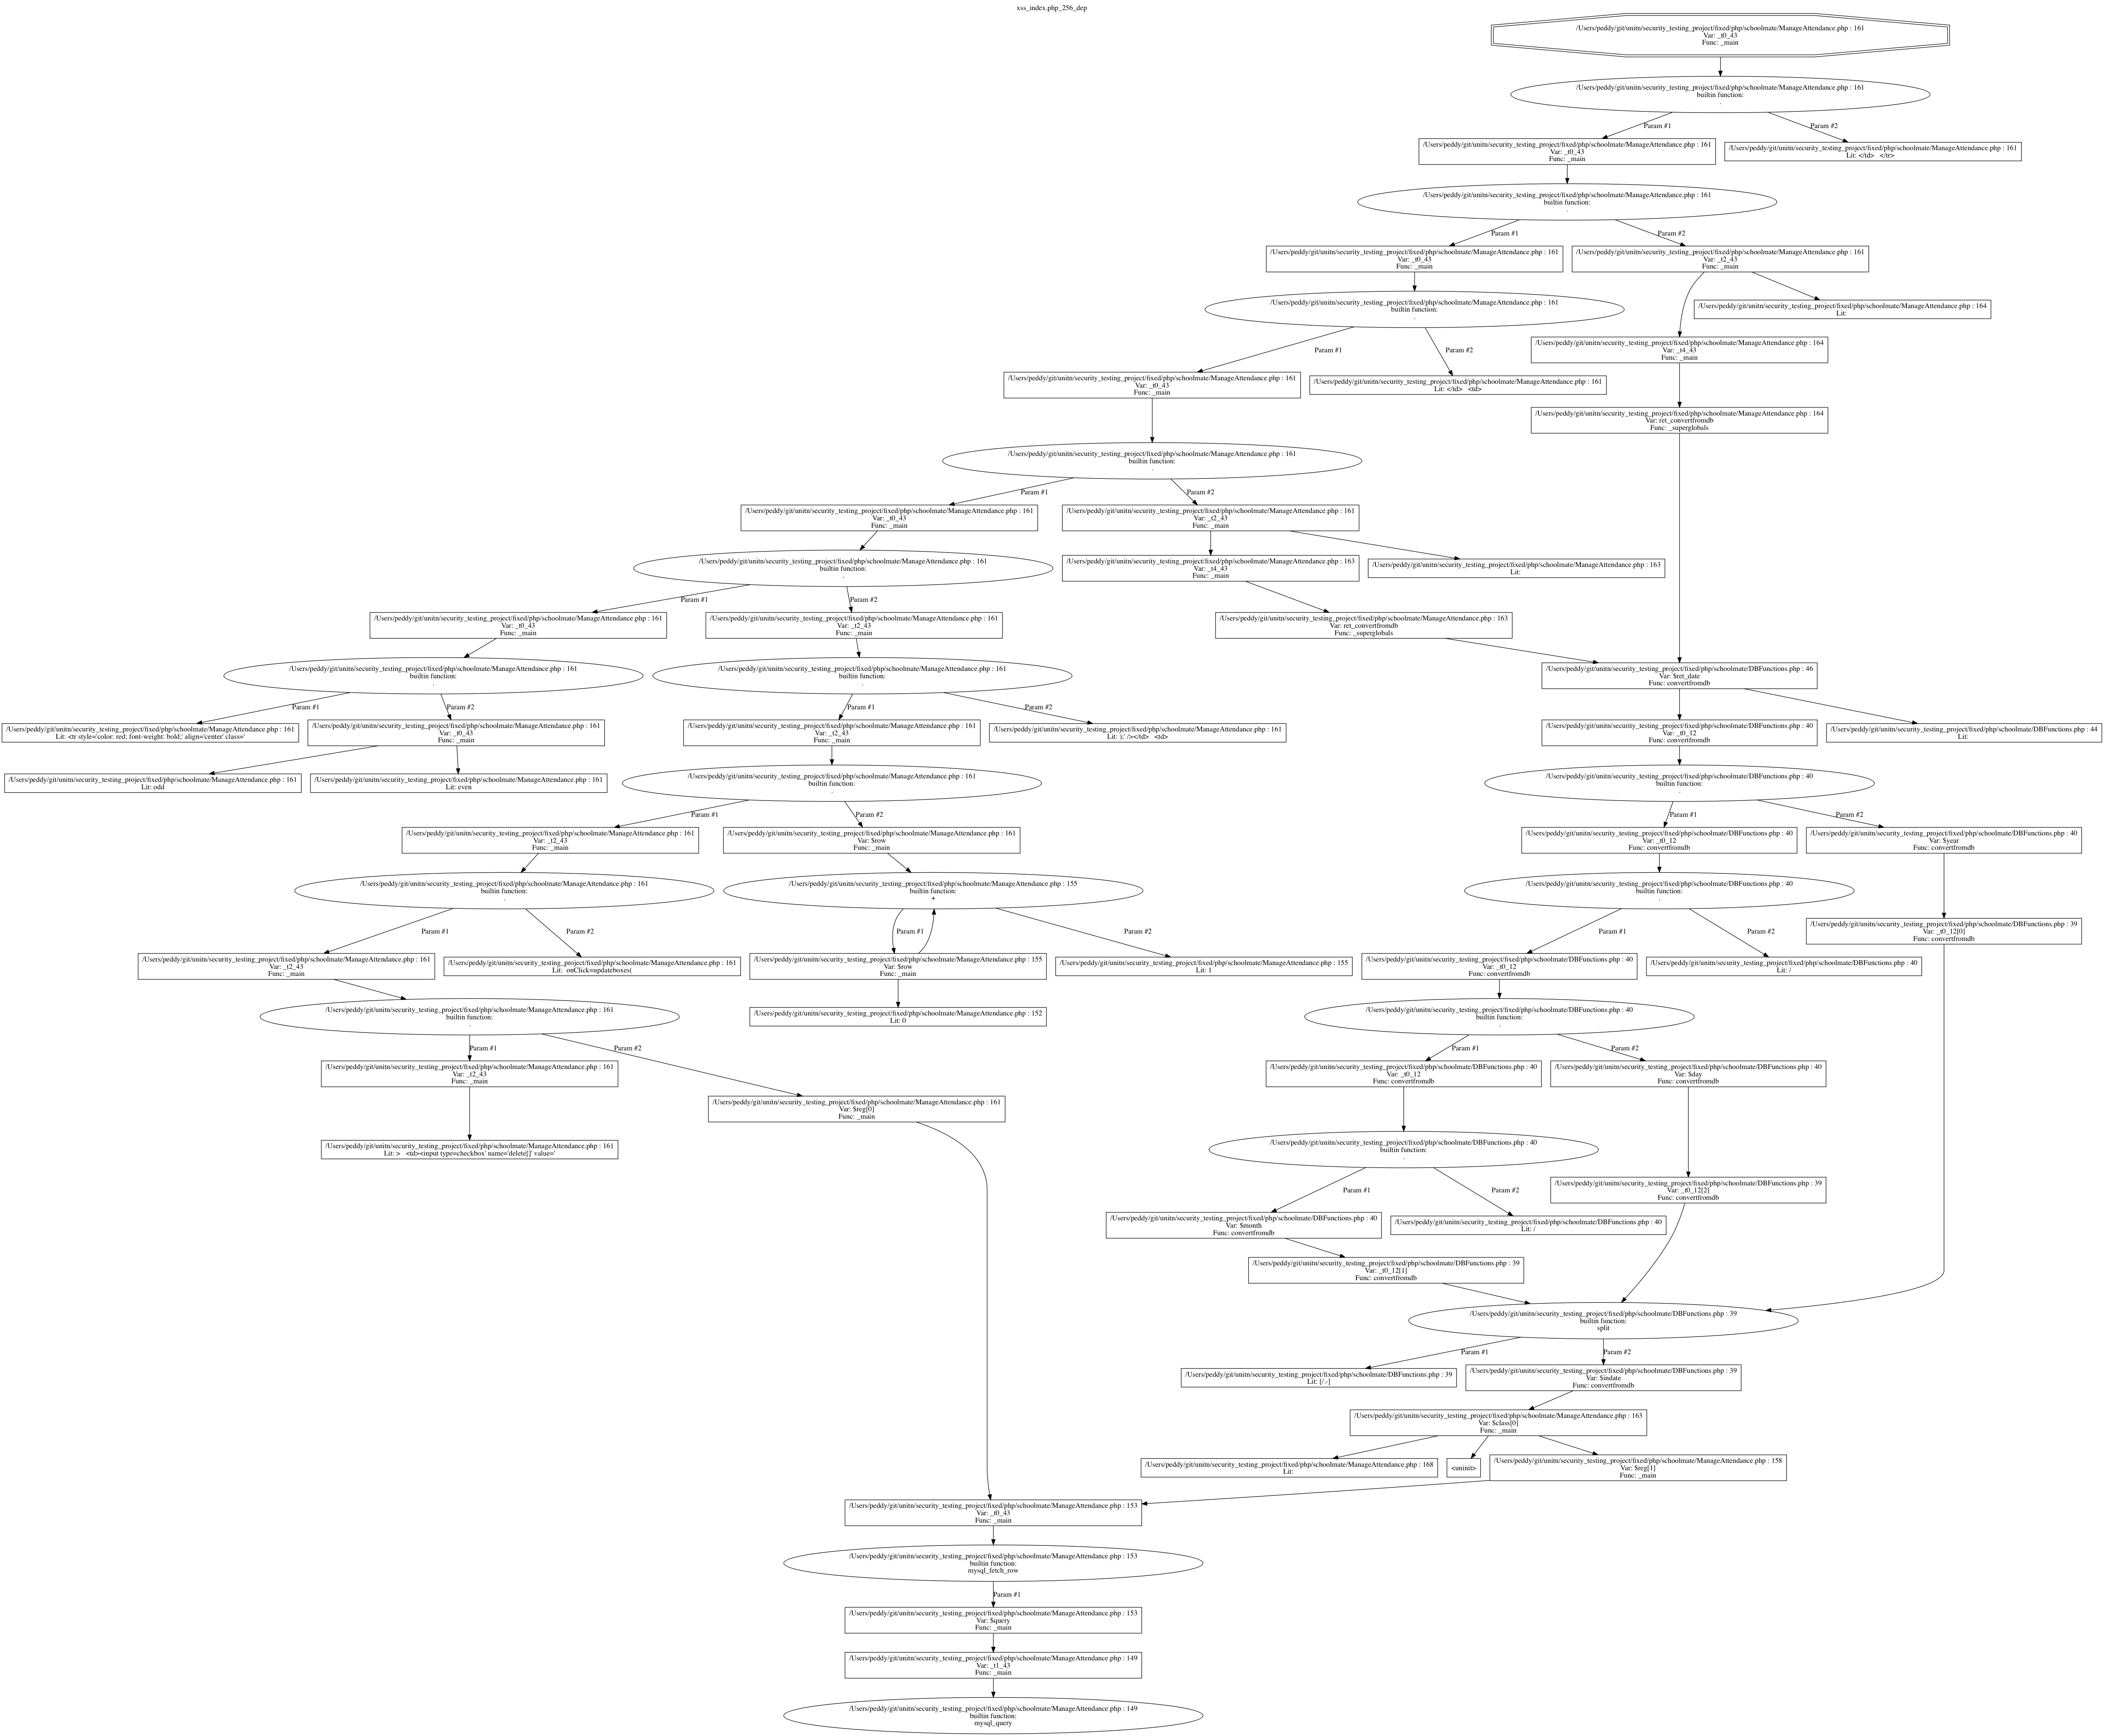 xss_index.php_256_dep
/Users/peddy/git/unitn/security_testing_project/fixed/php/schoolmate/ManageAttendance.php : 161
Var: _t0_43
Func: _main
/Users/peddy/git/unitn/security_testing_project/fixed/php/schoolmate/ManageAttendance.php : 161
builtin function:
.
Param #1
Param #2
/Users/peddy/git/unitn/security_testing_project/fixed/php/schoolmate/ManageAttendance.php : 161
Var: _t0_43
Func: _main
/Users/peddy/git/unitn/security_testing_project/fixed/php/schoolmate/ManageAttendance.php : 161
Lit: </td>   </tr>
/Users/peddy/git/unitn/security_testing_project/fixed/php/schoolmate/ManageAttendance.php : 161
builtin function:
.
Param #1
Param #2
/Users/peddy/git/unitn/security_testing_project/fixed/php/schoolmate/ManageAttendance.php : 161
Var: _t0_43
Func: _main
/Users/peddy/git/unitn/security_testing_project/fixed/php/schoolmate/ManageAttendance.php : 161
Var: _t2_43
Func: _main
/Users/peddy/git/unitn/security_testing_project/fixed/php/schoolmate/ManageAttendance.php : 161
builtin function:
.
/Users/peddy/git/unitn/security_testing_project/fixed/php/schoolmate/ManageAttendance.php : 164
Lit:
Param #1
Param #2
/Users/peddy/git/unitn/security_testing_project/fixed/php/schoolmate/ManageAttendance.php : 164
Var: _t4_43
Func: _main
/Users/peddy/git/unitn/security_testing_project/fixed/php/schoolmate/ManageAttendance.php : 161
Var: _t0_43
Func: _main
/Users/peddy/git/unitn/security_testing_project/fixed/php/schoolmate/ManageAttendance.php : 161
Lit: </td>   <td>
/Users/peddy/git/unitn/security_testing_project/fixed/php/schoolmate/ManageAttendance.php : 164
Var: ret_convertfromdb
Func: _superglobals
/Users/peddy/git/unitn/security_testing_project/fixed/php/schoolmate/ManageAttendance.php : 161
builtin function:
.
Param #1
Param #2
/Users/peddy/git/unitn/security_testing_project/fixed/php/schoolmate/ManageAttendance.php : 161
Var: _t0_43
Func: _main
/Users/peddy/git/unitn/security_testing_project/fixed/php/schoolmate/ManageAttendance.php : 161
Var: _t2_43
Func: _main
/Users/peddy/git/unitn/security_testing_project/fixed/php/schoolmate/ManageAttendance.php : 161
builtin function:
.
/Users/peddy/git/unitn/security_testing_project/fixed/php/schoolmate/ManageAttendance.php : 163
Var: _t4_43
Func: _main
/Users/peddy/git/unitn/security_testing_project/fixed/php/schoolmate/ManageAttendance.php : 163
Lit:
Param #1
Param #2
/Users/peddy/git/unitn/security_testing_project/fixed/php/schoolmate/ManageAttendance.php : 161
Var: _t0_43
Func: _main
/Users/peddy/git/unitn/security_testing_project/fixed/php/schoolmate/ManageAttendance.php : 161
Var: _t2_43
Func: _main
/Users/peddy/git/unitn/security_testing_project/fixed/php/schoolmate/ManageAttendance.php : 163
Var: ret_convertfromdb
Func: _superglobals
/Users/peddy/git/unitn/security_testing_project/fixed/php/schoolmate/ManageAttendance.php : 161
builtin function:
.
/Users/peddy/git/unitn/security_testing_project/fixed/php/schoolmate/ManageAttendance.php : 161
builtin function:
.
/Users/peddy/git/unitn/security_testing_project/fixed/php/schoolmate/DBFunctions.php : 46
Var: $ret_date
Func: convertfromdb
Param #1
Param #2
Param #1
Param #2
/Users/peddy/git/unitn/security_testing_project/fixed/php/schoolmate/ManageAttendance.php : 161
Lit: <tr style='color: red; font-weight: bold;' align='center' class='
/Users/peddy/git/unitn/security_testing_project/fixed/php/schoolmate/ManageAttendance.php : 161
Var: _t0_43
Func: _main
/Users/peddy/git/unitn/security_testing_project/fixed/php/schoolmate/ManageAttendance.php : 161
Var: _t2_43
Func: _main
/Users/peddy/git/unitn/security_testing_project/fixed/php/schoolmate/ManageAttendance.php : 161
Lit: );' /></td>   <td>
/Users/peddy/git/unitn/security_testing_project/fixed/php/schoolmate/DBFunctions.php : 40
Var: _t0_12
Func: convertfromdb
/Users/peddy/git/unitn/security_testing_project/fixed/php/schoolmate/DBFunctions.php : 44
Lit:
/Users/peddy/git/unitn/security_testing_project/fixed/php/schoolmate/ManageAttendance.php : 161
Lit: odd
/Users/peddy/git/unitn/security_testing_project/fixed/php/schoolmate/ManageAttendance.php : 161
Lit: even
/Users/peddy/git/unitn/security_testing_project/fixed/php/schoolmate/ManageAttendance.php : 161
builtin function:
.
/Users/peddy/git/unitn/security_testing_project/fixed/php/schoolmate/DBFunctions.php : 40
builtin function:
.
Param #1
Param #2
Param #1
Param #2
/Users/peddy/git/unitn/security_testing_project/fixed/php/schoolmate/ManageAttendance.php : 161
Var: _t2_43
Func: _main
/Users/peddy/git/unitn/security_testing_project/fixed/php/schoolmate/ManageAttendance.php : 161
Var: $row
Func: _main
/Users/peddy/git/unitn/security_testing_project/fixed/php/schoolmate/DBFunctions.php : 40
Var: _t0_12
Func: convertfromdb
/Users/peddy/git/unitn/security_testing_project/fixed/php/schoolmate/DBFunctions.php : 40
Var: $year
Func: convertfromdb
/Users/peddy/git/unitn/security_testing_project/fixed/php/schoolmate/ManageAttendance.php : 161
builtin function:
.
/Users/peddy/git/unitn/security_testing_project/fixed/php/schoolmate/ManageAttendance.php : 155
builtin function:
+
/Users/peddy/git/unitn/security_testing_project/fixed/php/schoolmate/DBFunctions.php : 40
builtin function:
.
/Users/peddy/git/unitn/security_testing_project/fixed/php/schoolmate/DBFunctions.php : 39
Var: _t0_12[0]
Func: convertfromdb
Param #1
Param #2
Param #1
Param #2
Param #1
Param #2
/Users/peddy/git/unitn/security_testing_project/fixed/php/schoolmate/ManageAttendance.php : 161
Var: _t2_43
Func: _main
/Users/peddy/git/unitn/security_testing_project/fixed/php/schoolmate/ManageAttendance.php : 161
Lit:  onClick=updateboxes(
/Users/peddy/git/unitn/security_testing_project/fixed/php/schoolmate/ManageAttendance.php : 155
Var: $row
Func: _main
/Users/peddy/git/unitn/security_testing_project/fixed/php/schoolmate/ManageAttendance.php : 155
Lit: 1
/Users/peddy/git/unitn/security_testing_project/fixed/php/schoolmate/DBFunctions.php : 40
Var: _t0_12
Func: convertfromdb
/Users/peddy/git/unitn/security_testing_project/fixed/php/schoolmate/DBFunctions.php : 40
Lit: /
/Users/peddy/git/unitn/security_testing_project/fixed/php/schoolmate/ManageAttendance.php : 161
builtin function:
.
/Users/peddy/git/unitn/security_testing_project/fixed/php/schoolmate/ManageAttendance.php : 152
Lit: 0
/Users/peddy/git/unitn/security_testing_project/fixed/php/schoolmate/DBFunctions.php : 40
builtin function:
.
Param #1
Param #2
Param #1
Param #2
/Users/peddy/git/unitn/security_testing_project/fixed/php/schoolmate/ManageAttendance.php : 161
Var: _t2_43
Func: _main
/Users/peddy/git/unitn/security_testing_project/fixed/php/schoolmate/DBFunctions.php : 40
Var: _t0_12
Func: convertfromdb
/Users/peddy/git/unitn/security_testing_project/fixed/php/schoolmate/DBFunctions.php : 40
Var: $day
Func: convertfromdb
/Users/peddy/git/unitn/security_testing_project/fixed/php/schoolmate/ManageAttendance.php : 161
Var: $reg[0]
Func: _main
/Users/peddy/git/unitn/security_testing_project/fixed/php/schoolmate/ManageAttendance.php : 161
Lit: >   <td><input type=checkbox' name='delete[]' value='
/Users/peddy/git/unitn/security_testing_project/fixed/php/schoolmate/DBFunctions.php : 40
builtin function:
.
Param #1
Param #2
/Users/peddy/git/unitn/security_testing_project/fixed/php/schoolmate/DBFunctions.php : 39
Var: _t0_12[2]
Func: convertfromdb
/Users/peddy/git/unitn/security_testing_project/fixed/php/schoolmate/DBFunctions.php : 40
Var: $month
Func: convertfromdb
/Users/peddy/git/unitn/security_testing_project/fixed/php/schoolmate/DBFunctions.php : 40
Lit: /
/Users/peddy/git/unitn/security_testing_project/fixed/php/schoolmate/DBFunctions.php : 39
Var: _t0_12[1]
Func: convertfromdb
/Users/peddy/git/unitn/security_testing_project/fixed/php/schoolmate/DBFunctions.php : 39
builtin function:
split
Param #1
Param #2
/Users/peddy/git/unitn/security_testing_project/fixed/php/schoolmate/DBFunctions.php : 39
Lit: [/.-]
/Users/peddy/git/unitn/security_testing_project/fixed/php/schoolmate/DBFunctions.php : 39
Var: $indate
Func: convertfromdb
/Users/peddy/git/unitn/security_testing_project/fixed/php/schoolmate/ManageAttendance.php : 163
Var: $class[0]
Func: _main
/Users/peddy/git/unitn/security_testing_project/fixed/php/schoolmate/ManageAttendance.php : 168
Lit:
<uninit>
/Users/peddy/git/unitn/security_testing_project/fixed/php/schoolmate/ManageAttendance.php : 158
Var: $reg[1]
Func: _main
/Users/peddy/git/unitn/security_testing_project/fixed/php/schoolmate/ManageAttendance.php : 153
Var: _t0_43
Func: _main
/Users/peddy/git/unitn/security_testing_project/fixed/php/schoolmate/ManageAttendance.php : 153
builtin function:
mysql_fetch_row
Param #1
/Users/peddy/git/unitn/security_testing_project/fixed/php/schoolmate/ManageAttendance.php : 153
Var: $query
Func: _main
/Users/peddy/git/unitn/security_testing_project/fixed/php/schoolmate/ManageAttendance.php : 149
Var: _t1_43
Func: _main
/Users/peddy/git/unitn/security_testing_project/fixed/php/schoolmate/ManageAttendance.php : 149
builtin function:
mysql_query